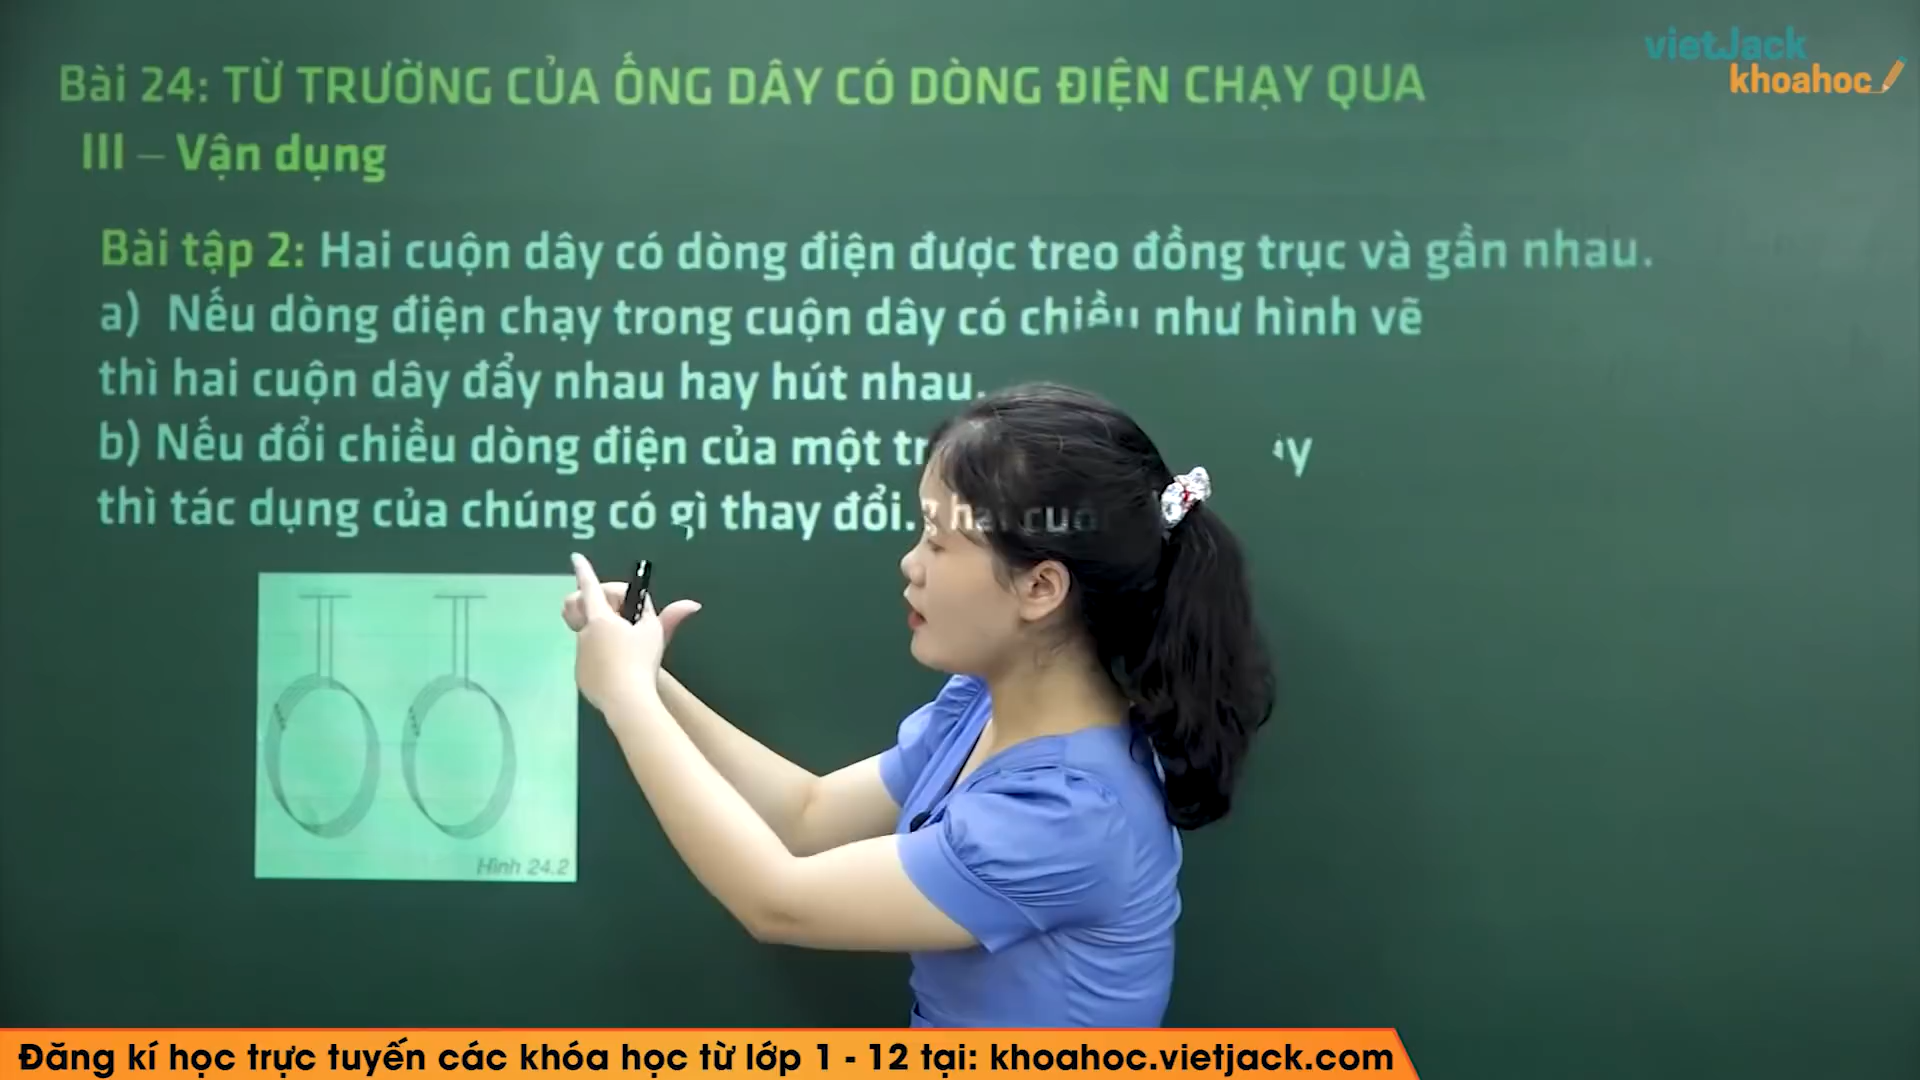 vietJack
khoahoc
Bài 24: TỪ TRƯỜNG CỦA ỐNG DÂY CÓ DÒNG ĐIỆN CHẠY QUA
III – Vận dụng
Bài tập 2: Hai cuộn dây có dòng điện được treo đồng trục và gần nhau.
a) Nếu dòng điện chạy trong cuộn dây có chiều như hình vẽ
thì hai cuộn dây đẩy nhau hay hút nhau.
b) Nếu đổi chiều dòng điện của một
thì tác dụng của chúng có gì thay đổi.
Hình 24.2
Đăng kí học trực tuyến các khóa học từ lớp 1 - 12 tại: khoahoc.vietjack.com